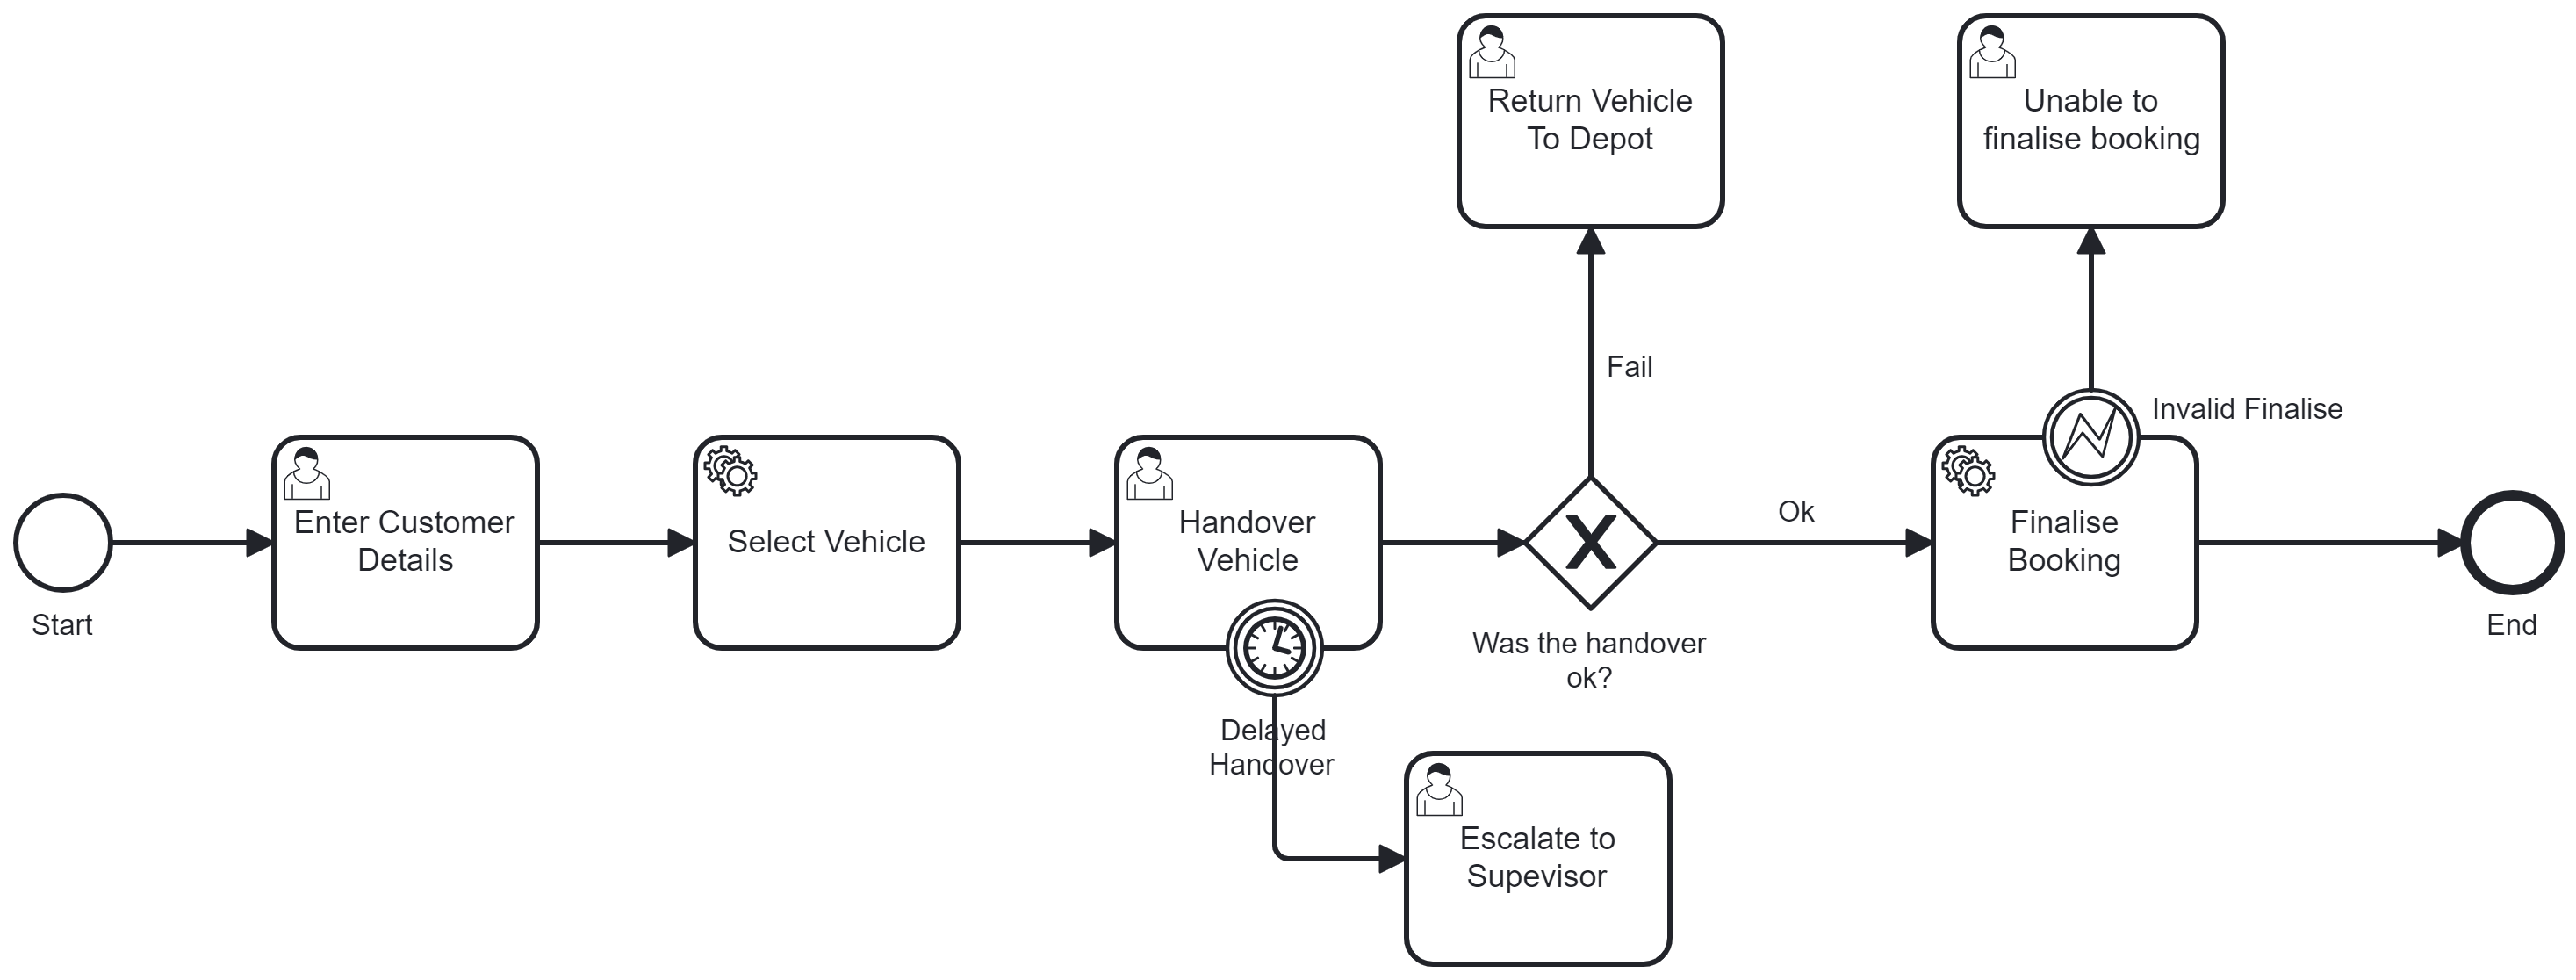 Return Vehicle
To Depot
Unable to
finalise booking
Fail
Invalid Finalise
Start
Enter Customer
Details
Select Vehicle
Handover
Vehicle
Delayed
Handover
Was the handover
ok?
Ok
Finalise
Booking
End
Escalate to
Supevisor